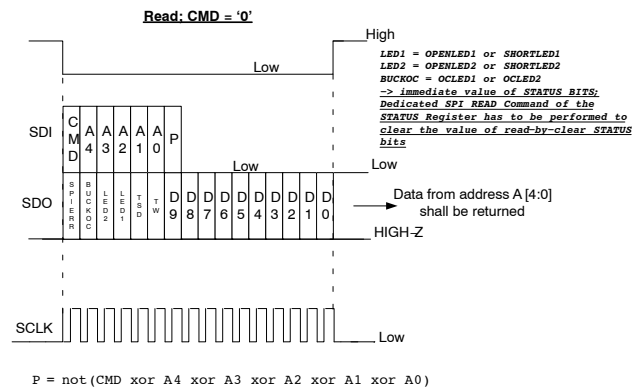 Read: CMD = '0'
High
Low
LED1 = OPENLED1 or SHORTLED1
LED2 = OPENLED2 or SHORTLED2
BUCKOC = OCLED1 or OCLED2
–> immediate value of STATUS BITS;
Dedicated SPI READ Command of the
STATUS Register has to be performed to
clear the value of read-by-clear STATUS
bits
SDI
CMD A4 A3 A2 A1 A0 P
Low
Low
SDO
SPIERR BUCKOC LED2 LED1 TSD TW D9 D8 D7 D6 D5 D4 D3 D2 D1 D0
Data from address A [4:0]
shall be returned
HIGH–Z
SCLK
Low
P = not(CMD xor A4 xor A3 xor A2 xor A1 xor A0)